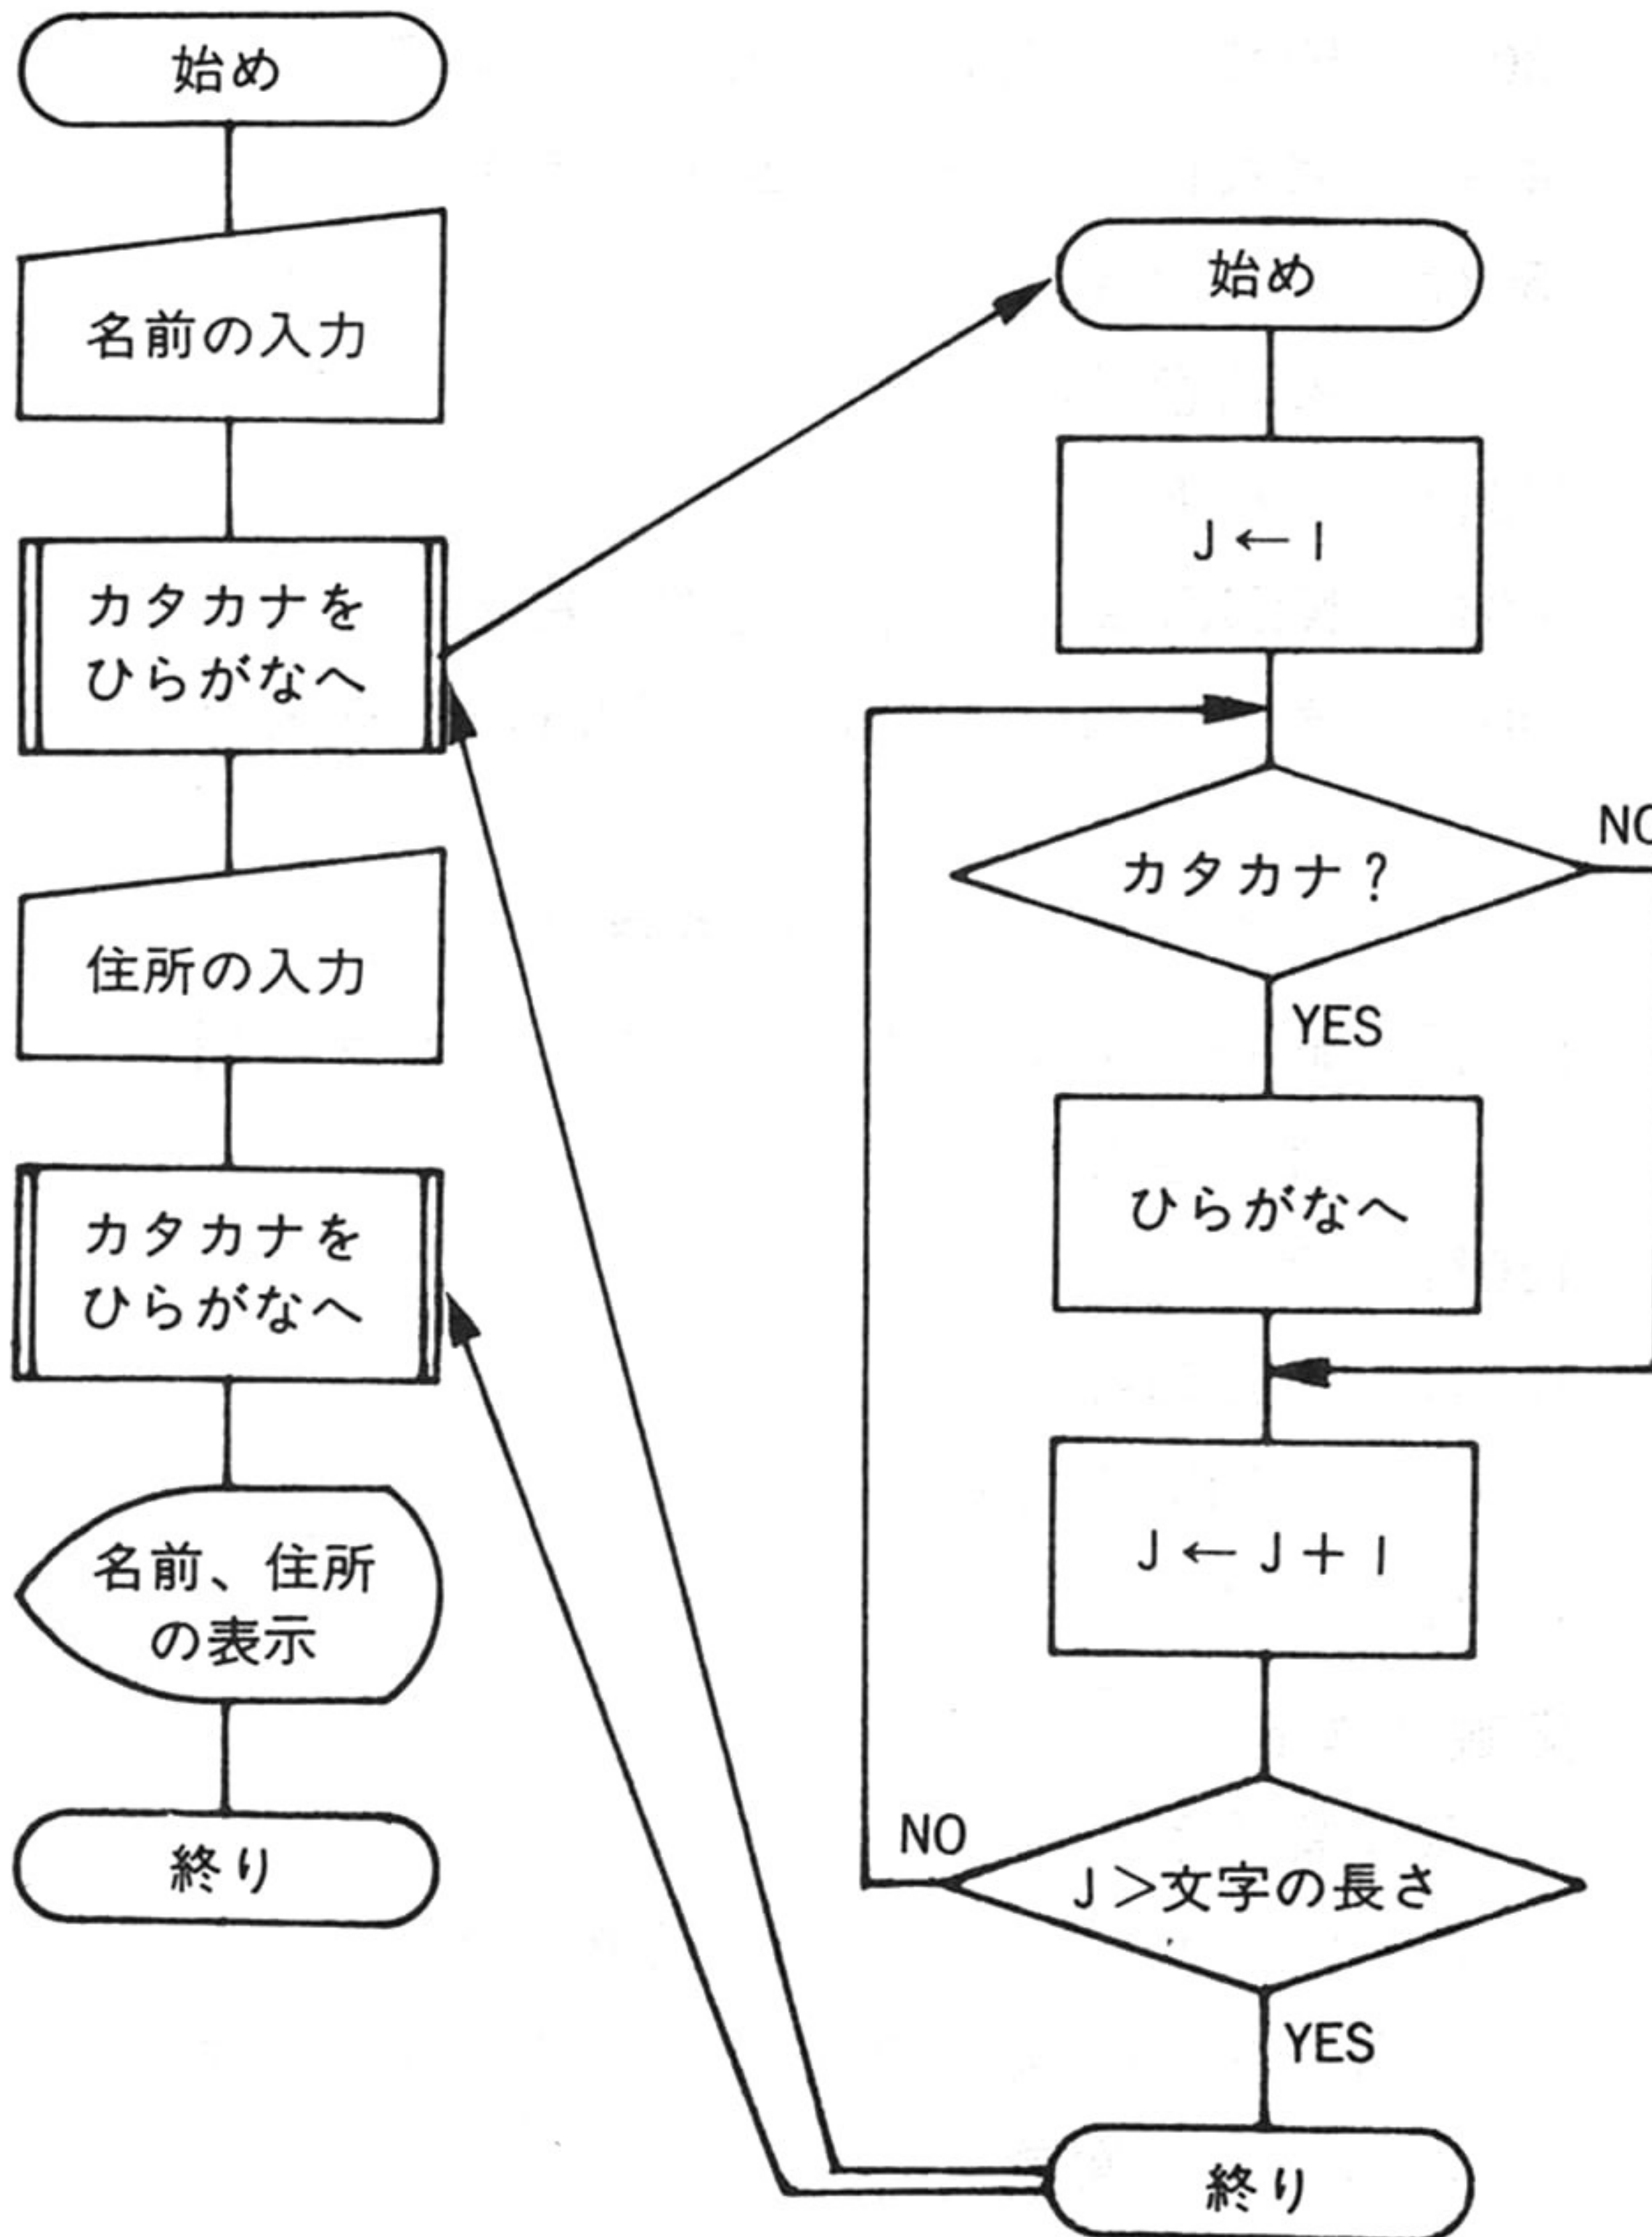 始め
名前の入力
カタカナを
ひらがなへ
住所の入力
カタカナを
ひらがなへ
名前、住所
の表示
終り
始め
J←1
カタカナ?
NO
YES
ひらがなへ
J←J+1
NO
J>文字の長さ
YES
終り